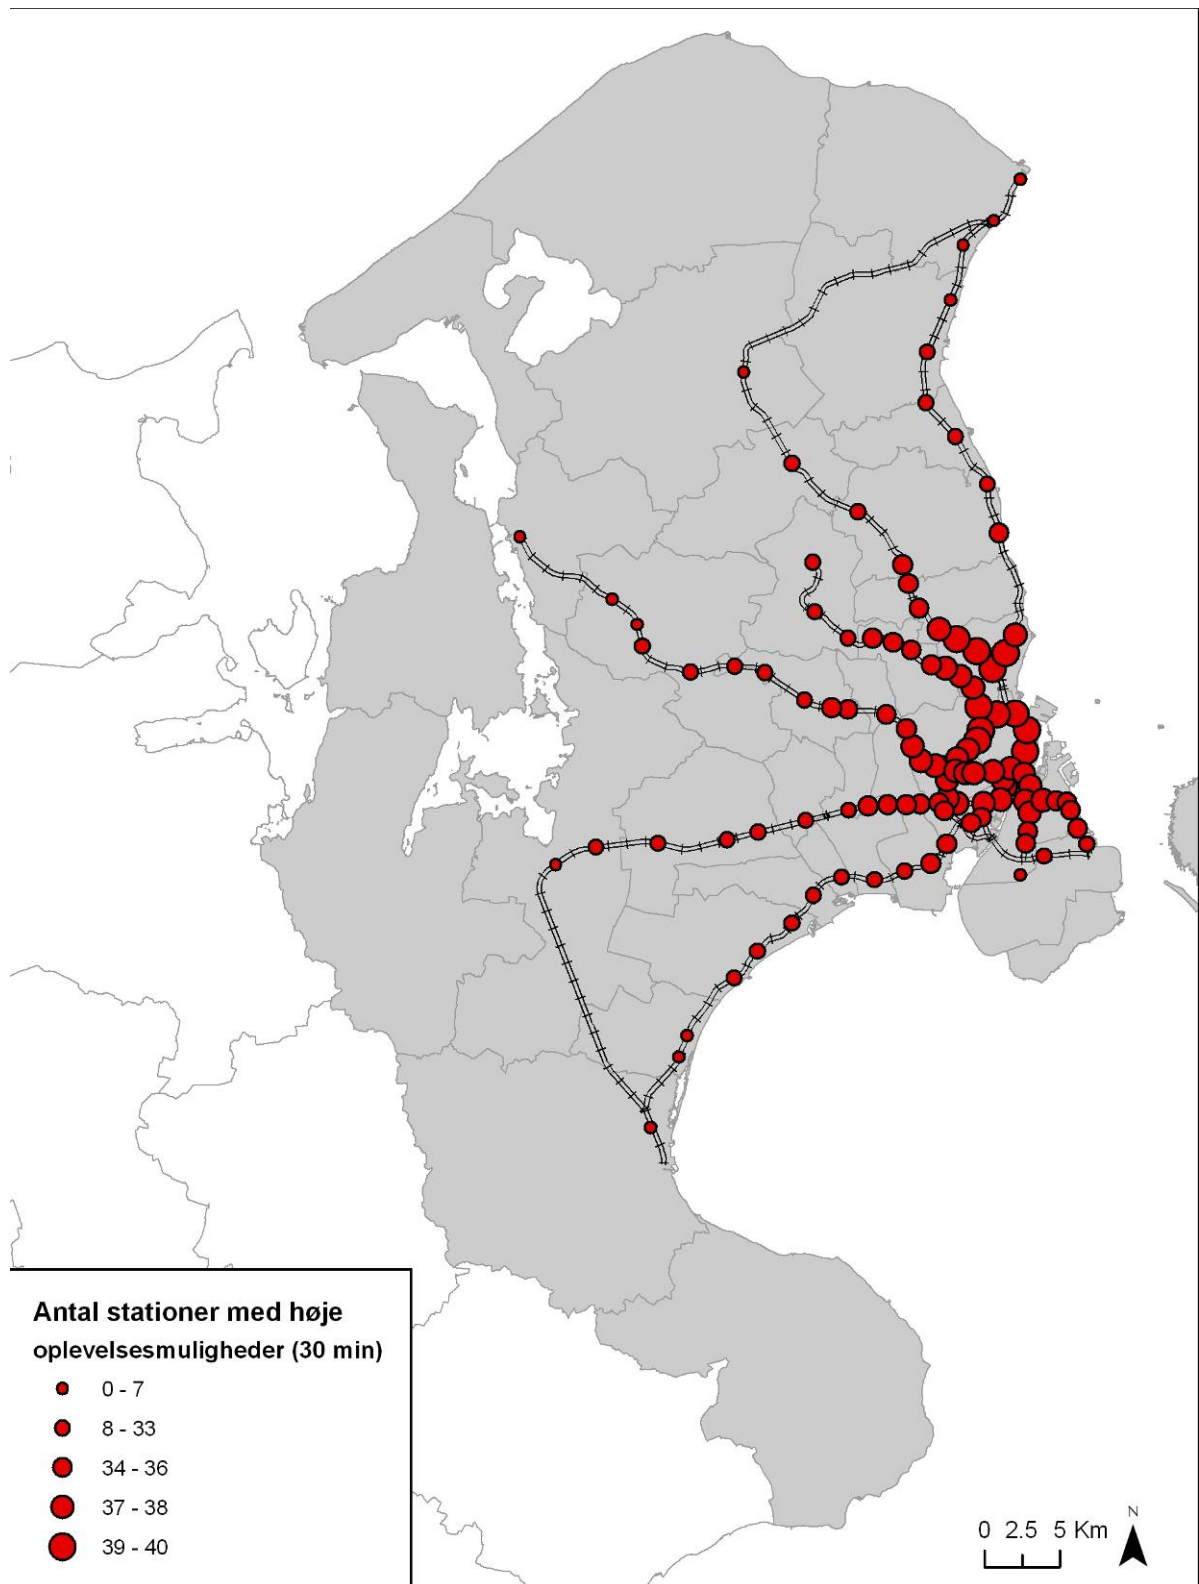 Antal stationer med høje
oplevelsesmuligheder (30 min)
0 - 7
8 - 33
34 - 36
37 - 38
39 - 40
0 2.5 5 Km
N